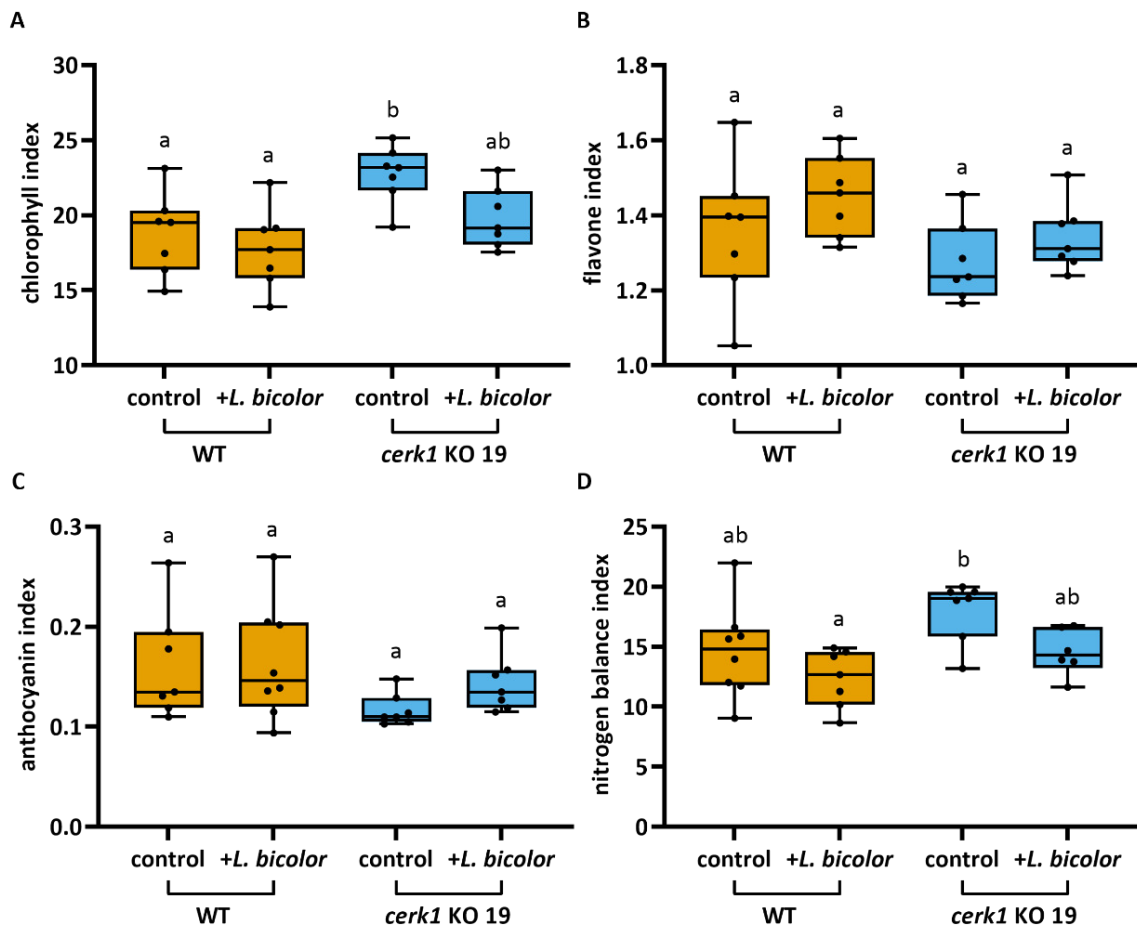 A
chlorophyll index
30
25
20
15
10
a
a
b
ab
control +L. bicolor control +L. bicolor
WT cerk1 KO 19
B
flavone index
1.8
1.6
1.4
1.2
1.0
a
a
a
a
control +L. bicolor control +L. bicolor
WT cerk1 KO 19
C
anthocyanin index
0.3
0.2
0.1
0.0
a
a
a
a
control +L. bicolor control +L. bicolor
WT cerk1 KO 19
D
nitrogen balance index
25
20
15
10
5
0
ab
a
b
ab
control +L. bicolor control +L. bicolor
WT cerk1 KO 19